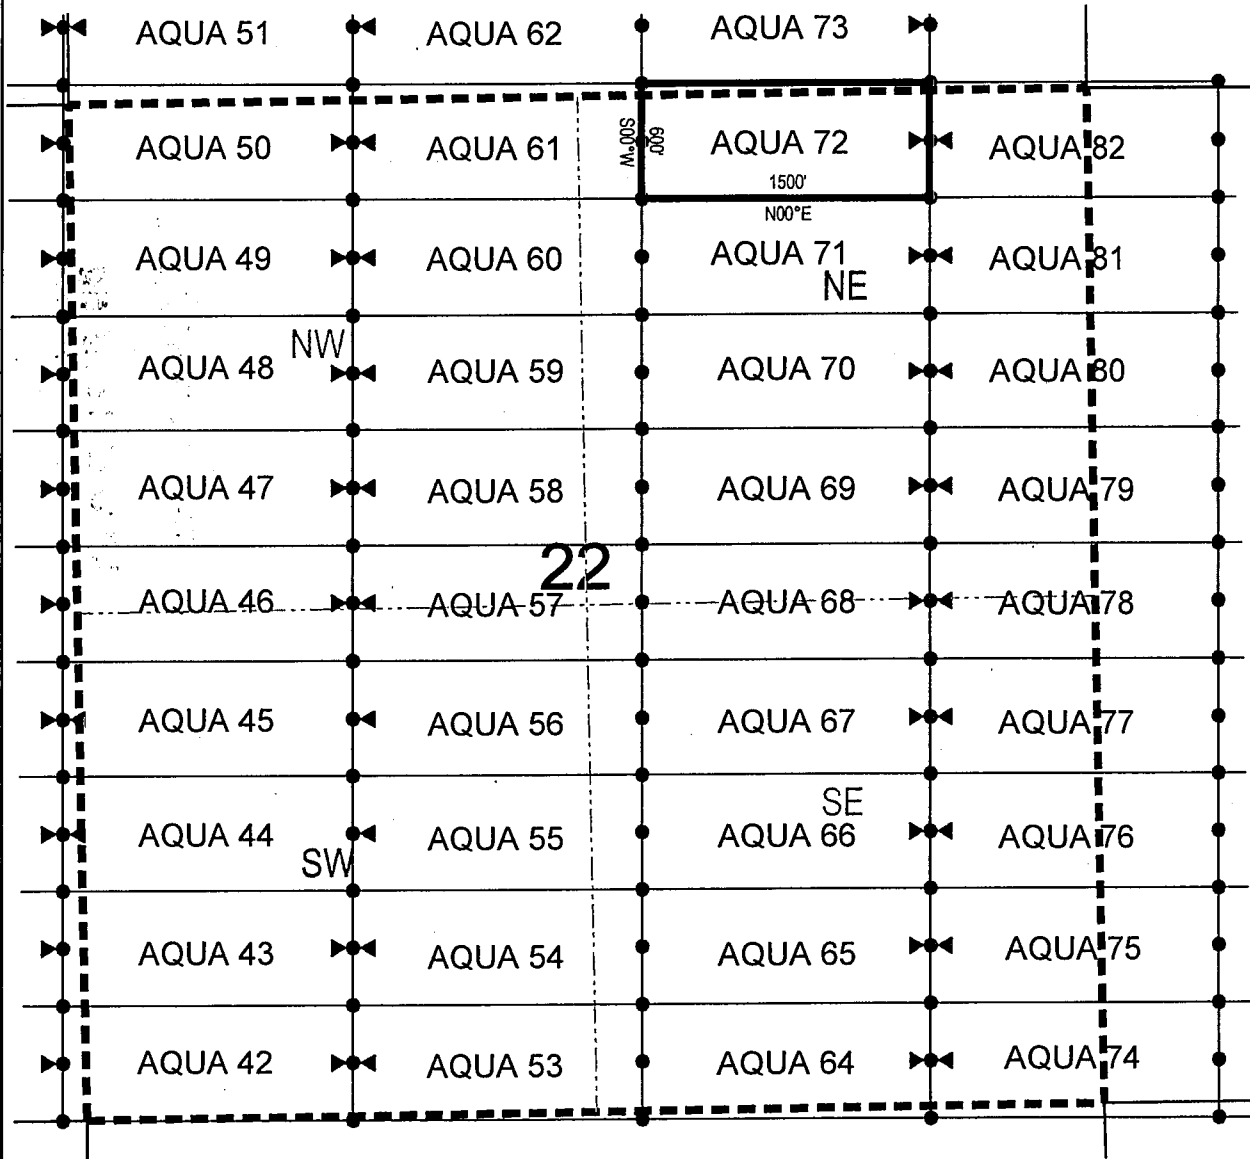 AQUA 51 AQUA 62 AQUA 73
AQUA 50 AQUA 61 S00°W 600' AQUA 72 AQUA 82
1500'
N00°E
AQUA 49 AQUA 60 AQUA 71 AQUA 81
NE
NW
AQUA 48 AQUA 59 AQUA 70 AQUA 80
AQUA 47 AQUA 58 AQUA 69 AQUA 79
22
AQUA 46 AQUA 57 AQUA 68 AQUA 78
AQUA 45 AQUA 56 AQUA 67 AQUA 77
SE
AQUA 44 AQUA 55 AQUA 66 AQUA 76
SW
AQUA 43 AQUA 54 AQUA 65 AQUA 75
AQUA 42 AQUA 53 AQUA 64 AQUA 74